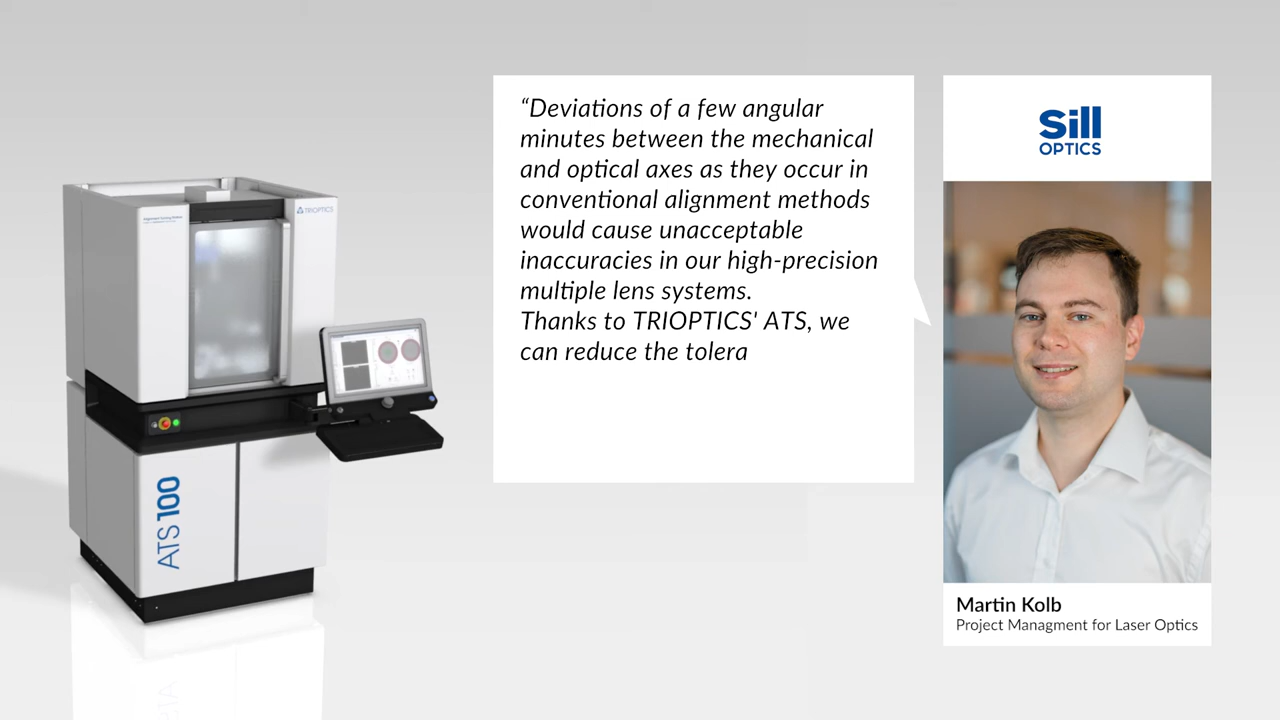 TRIOPTICS
ATS 100
“Deviations of a few angular
minutes between the mechanical
and optical axes as they occur in
conventional alignment methods
would cause unacceptable
inaccuracies in our high-precision
multiple lens systems.
Thanks to TRIOPTICS' ATS, we
can reduce the tolera
Sill
OPTICS
Martin Kolb
Project Managment for Laser Optics